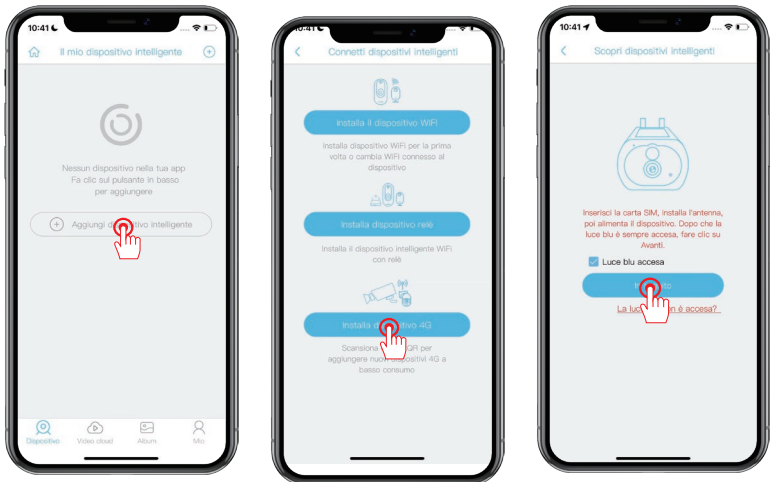 10:41
Il mio dispositivo intelligente
Nessun dispositivo nella tua app
Fa clic sul pulsante in basso
per aggiungere
Aggiungi intelligente
Dispositivo
Video cloud
Album
Mio
10:41
Connetti dispositivi intelligenti
Installa il dispositivo WiFi
Installa dispositivo WiFi per la prima
volta o cambia WiFi connesso al
dispositivo
Installa dispositivo relè
Installa il dispositivo intelligente WiFi
con relè
Installa 4G
Scansiona QR per
aggiungere nuovi dispositivi 4G a
basso consumo
10:41
Scopri dispositivi intelligenti
Inserisci la carta SIM, installa l'antenna,
poi alimenta il dispositivo. Dopo che la
luce blu è sempre accesa, fare clic su
Avanti.
Luce blu accesa
La è accesa?